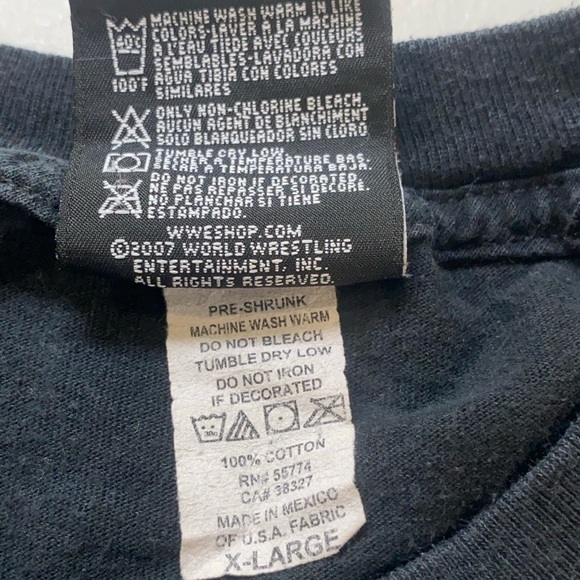 MACHINE WASH WARM IN LIKE
COLORS-LAVER A LA MACHINE
A L'EAU TIEDE AVEC COULEURS
SEMBLABLES-LAVADORA CON
AGUA TIBIA CON COLORES
SIMILARES
100°F
ONLY NON-CHLORINE BLEACH,
AUCUN AGENT DE BLANCHIMENT
SOLO BLANQUEADOR SIN CLORO
TUMBLE DRY LOW.
SECHER A TEMPERATURE BAS.
SECAR A TEMPERATURA BAJA.
DO NOT IRON IF DECORATED.
NE PAS REPASSER SI DECORE.
NO PLANCHAR SI TIENE
ESTAMPADO.
WWESHOP.COM
©2007 WORLD WRESTLING
ENTERTAINMENT, INC.
ALL RIGHTS RESERVED.
PRE-SHRUNK
MACHINE WASH WARM
DO NOT BLEACH
TUMBLE DRY LOW
DO NOT IRON
IF DECORATED
100% COTTON
RN# 55774
CA# 38327
MADE IN MEXICO
OF U.S.A. FABRIC
X-LARGE